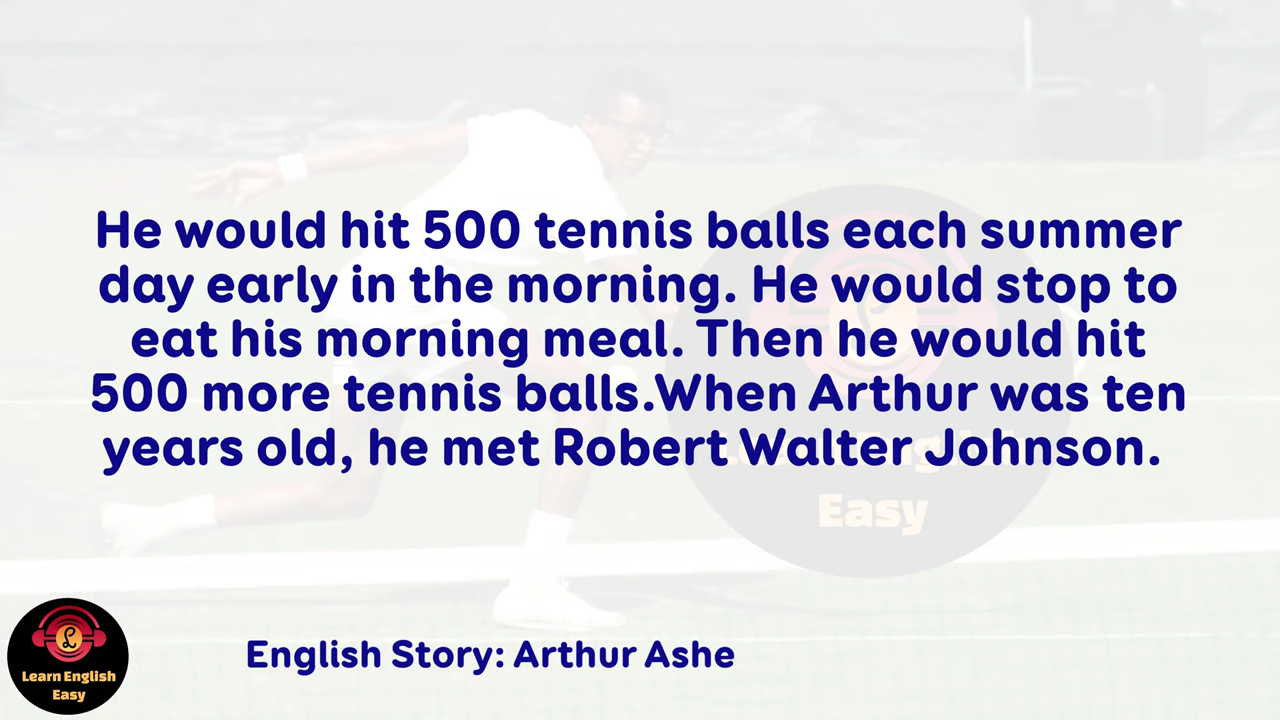 He would hit 500 tennis balls each summer
day early in the morning. He would stop to
eat his morning meal. Then he would hit
500 more tennis balls.When Arthur was ten
years old, he met Robert Walter Johnson.
Easy
English Story: Arthur Ashe
Learn English
Easy